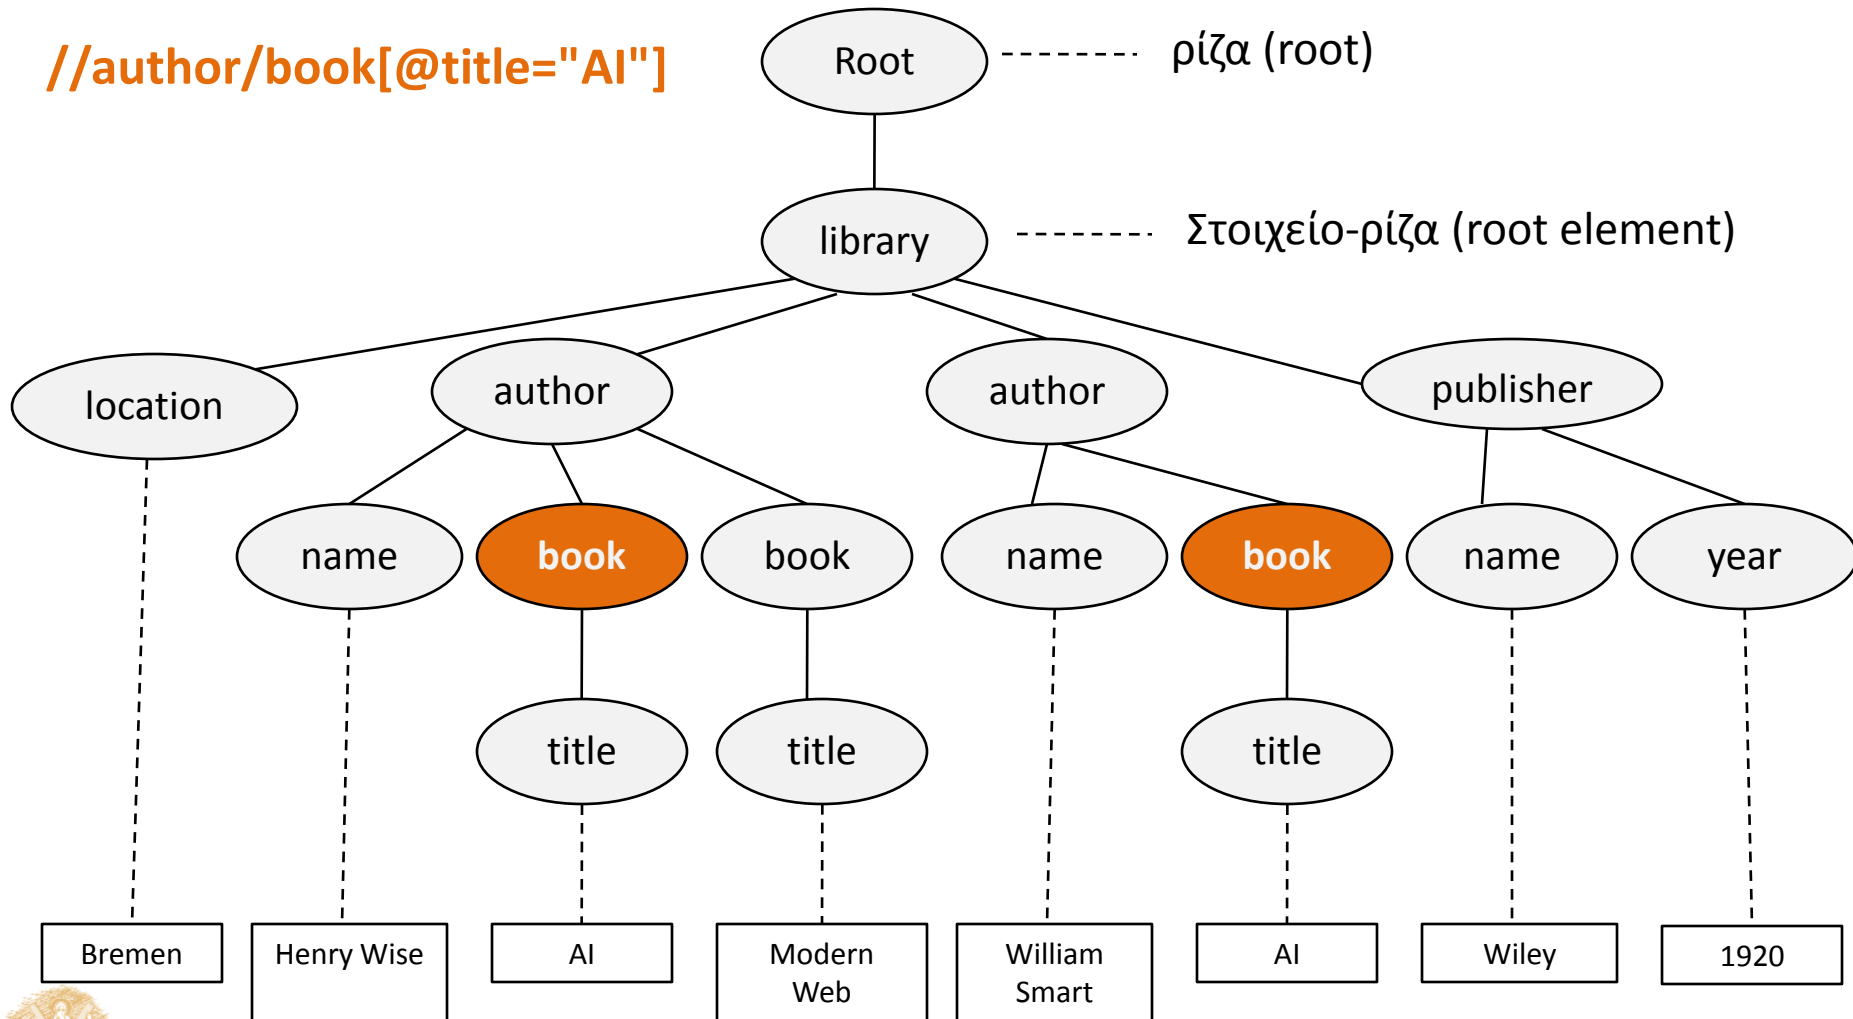 //author/book[@title="AI"]
Root
ρίζα (root)
library
Στοιχείο-ρίζα (root element)
location
author
author
publisher
name
book
book
name
book
name
year
title
title
title
Bremen
Henry Wise
AI
Modern
Web
William
Smart
AI
Wiley
1920